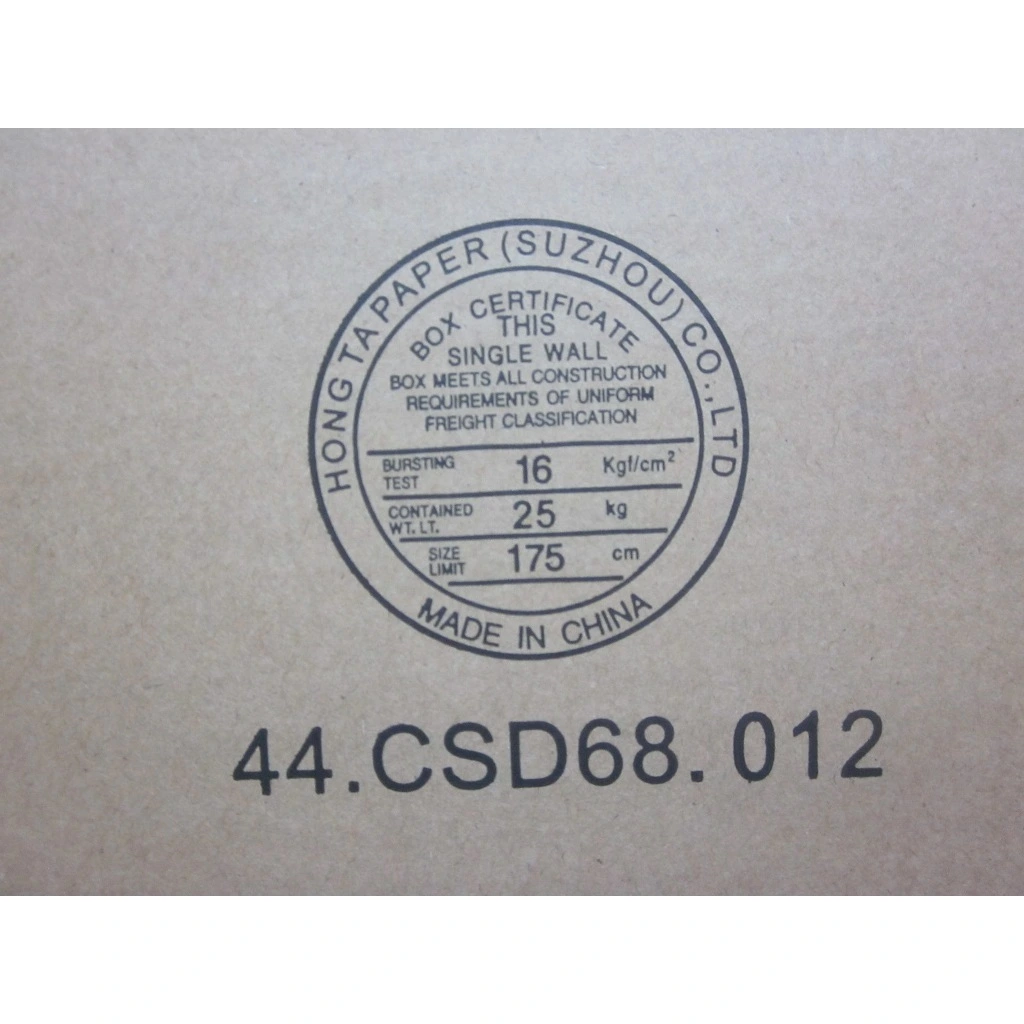 HONG TA PAPER (SUZHOU) CO.,LTD
BOX CERTIFICATE
THIS
SINGLE WALL
BOX MEETS ALL CONSTRUCTION
REQUIREMENTS OF UNIFORM
FREIGHT CLASSIFICATION
BURSTING TEST 16 Kgf/cm²
CONTAINED WT. LT. 25 kg
SIZE LIMIT 175 cm
MADE IN CHINA
44.CSD68.012